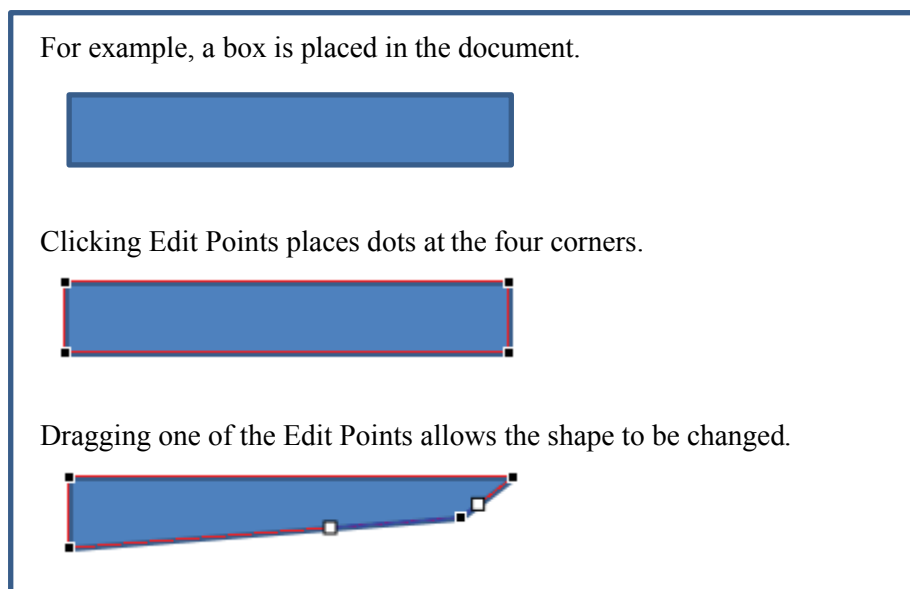 For example, a box is placed in the document.
Clicking Edit Points places dots at the four corners.
Dragging one of the Edit Points allows the shape to be changed.